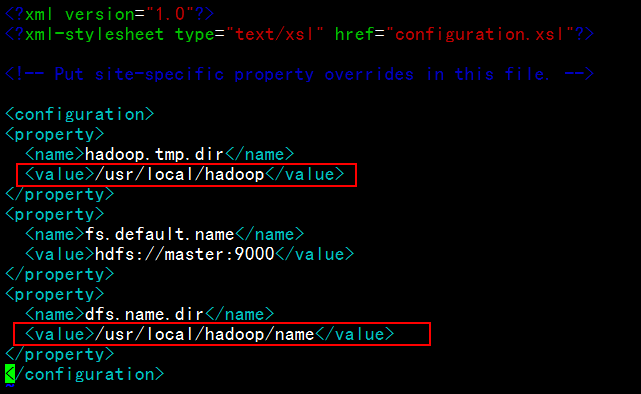 <?xml version="1.0"?>
<?xml-stylesheet type="text/xsl" href="configuration.xsl"?>
<!-- Put site-specific property overrides in this file. -->
<configuration>
<property>
<name>hadoop.tmp.dir</name>
<value>/usr/local/hadoop</value>
</property>
<property>
<name>fs.default.name</name>
<value>hdfs://master:9000</value>
</property>
<property>
<name>dfs.name.dir</name>
<value>/usr/local/hadoop/name</value>
</property>
</configuration>
~